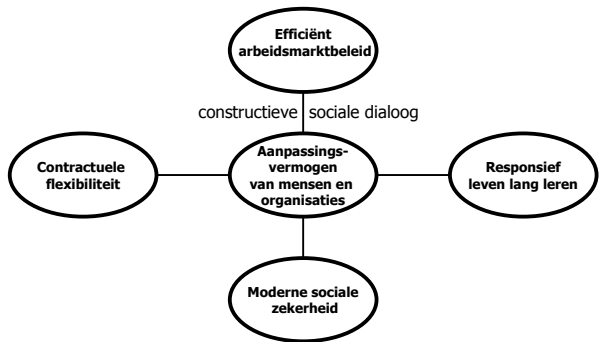 Efficiënt
arbeidsmarktbeleid
constructieve sociale dialoog
Contractuele
flexibiliteit
Aanpassings-
vermogen
van mensen en
organisaties
Responsief
leven lang leren
Moderne sociale
zekerheid